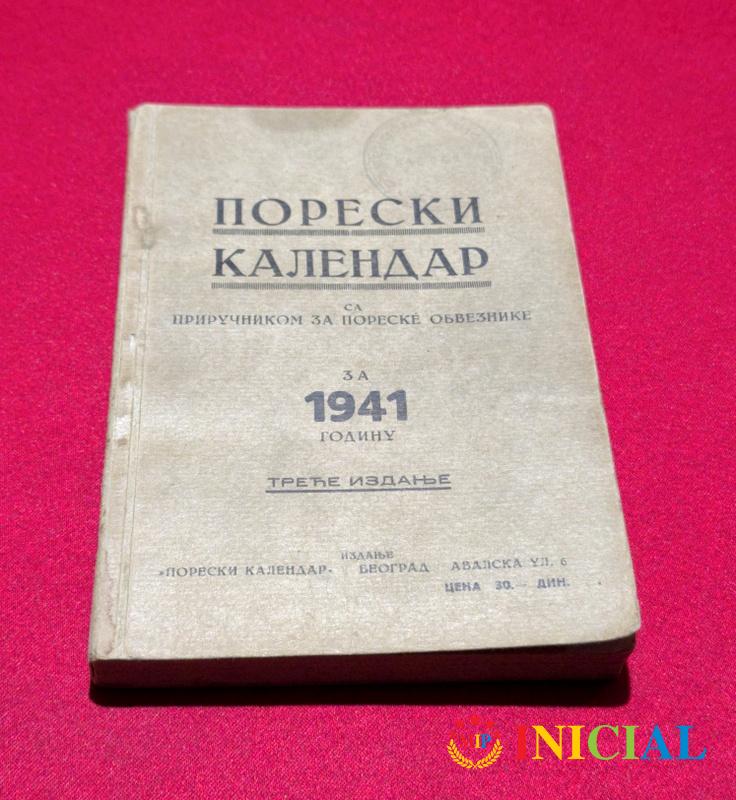 ПОРЕСКИ
КАЛЕНДАР
СА
ПРИРУЧНИКОМ ЗА ПОРЕСКЕ ОБВЕЗНИКЕ
ЗА
1941
ГОДИНУ
ТРЕЋЕ ИЗДАЊЕ
ИЗДАЊЕ
»ПОРЕСКИ КАЛЕНДАР« БЕОГРАД АВАЛСКА УЛ. 6
ЦЕНА 30.— ДИН.
IP INICIAL